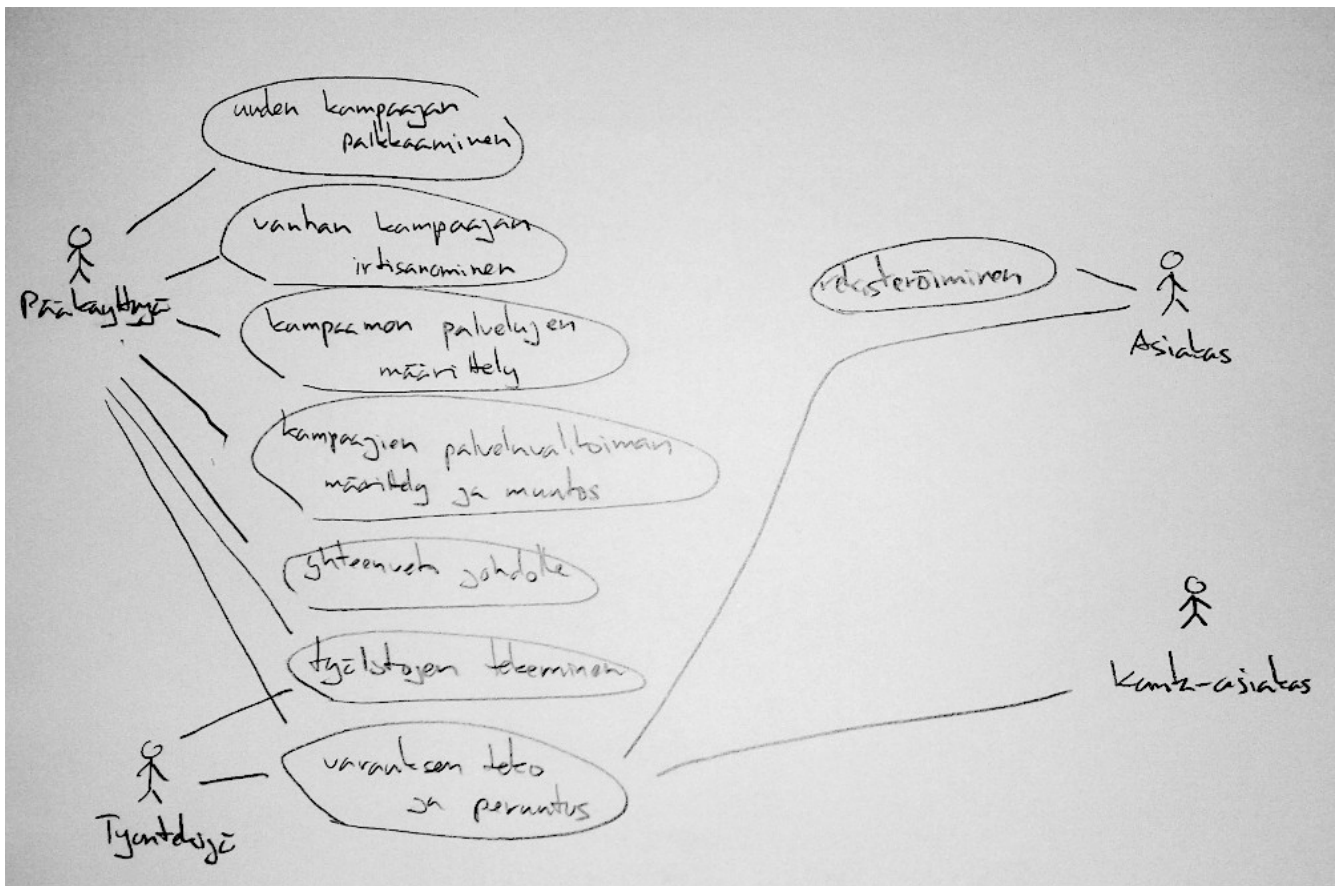 uuden kampaajan
palkkaaminen
vanhan kampaajan
irtisanominen
Pääkäyttäjä
kampaamon palvelujen
määrittely
kampaajien palveluvalikoiman
määrittely ja muutos
yhteenveto johdolle
työlistojen tekeminen
varauksen teko
ja peruutus
Työntekijä
rekisteröiminen
Asiakas
Kanta-asiakas